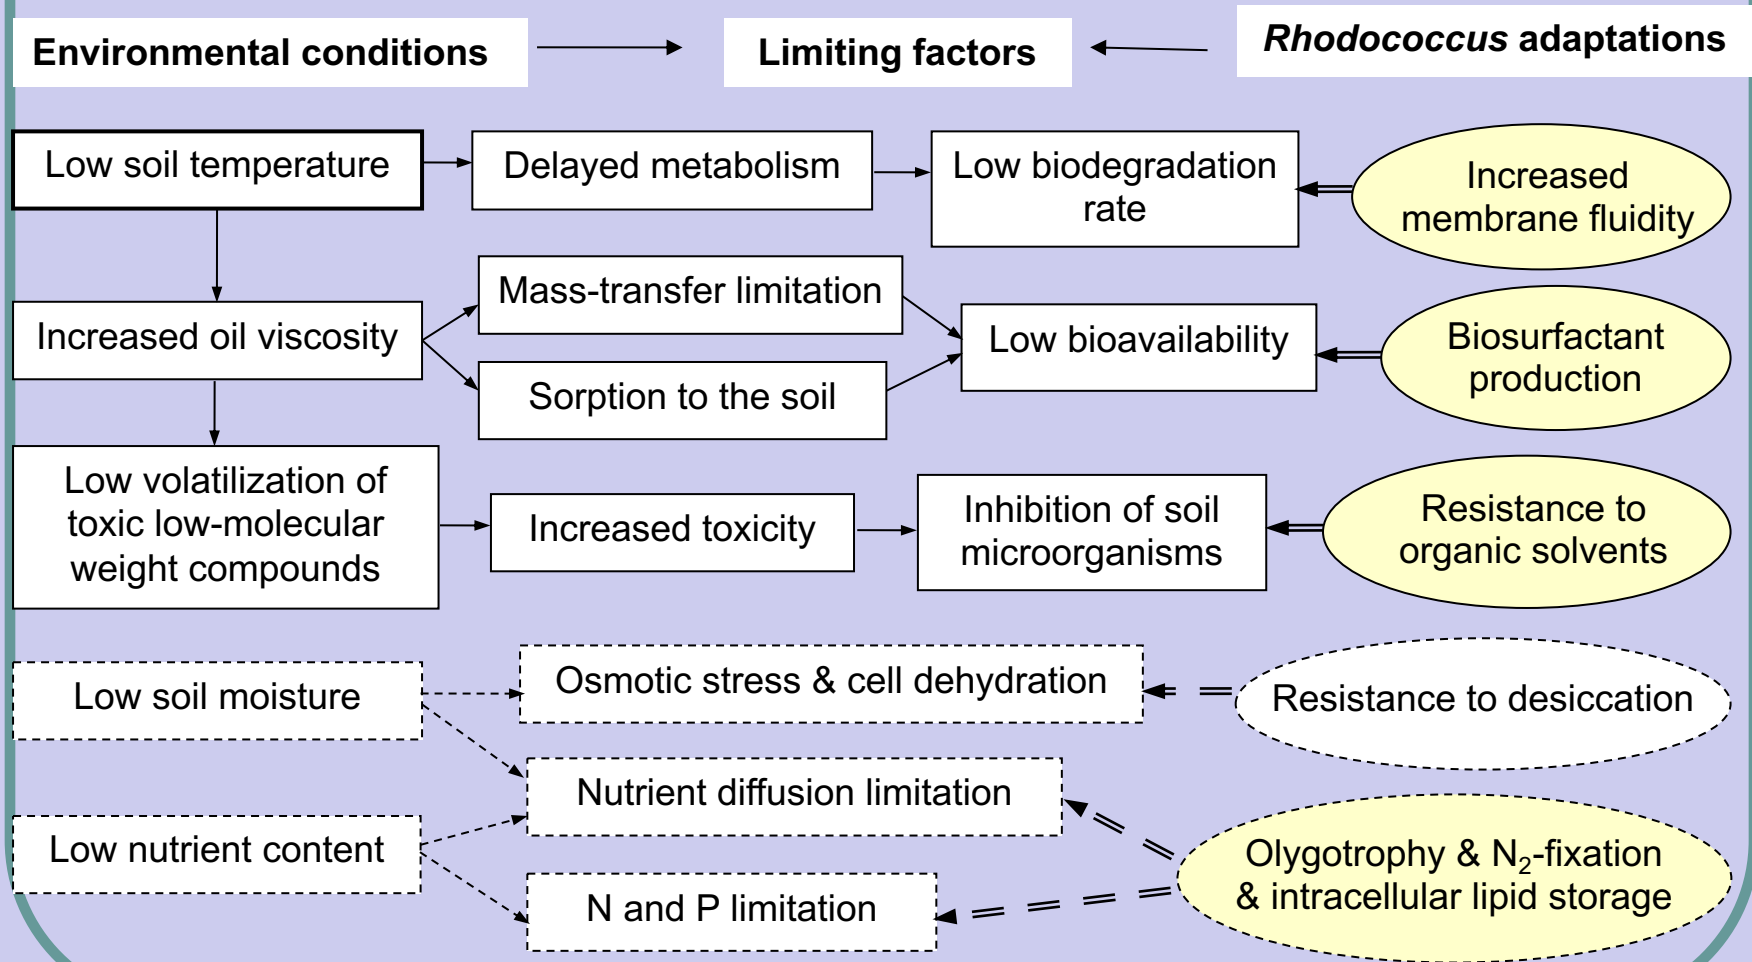 Environmental conditions
Limiting factors
Rhodococcus adaptations
Low soil temperature
Delayed metabolism
Low biodegradation
rate
Increased
membrane fluidity
Increased oil viscosity
Mass-transfer limitation
Sorption to the soil
Low bioavailability
Biosurfactant
production
Low volatilization of
toxic low-molecular
weight compounds
Increased toxicity
Inhibition of soil
microorganisms
Resistance to
organic solvents
Low soil moisture
Osmotic stress & cell dehydration
Resistance to desiccation
Nutrient diffusion limitation
Low nutrient content
N and P limitation
Olygotrophy & N₂-fixation
& intracellular lipid storage